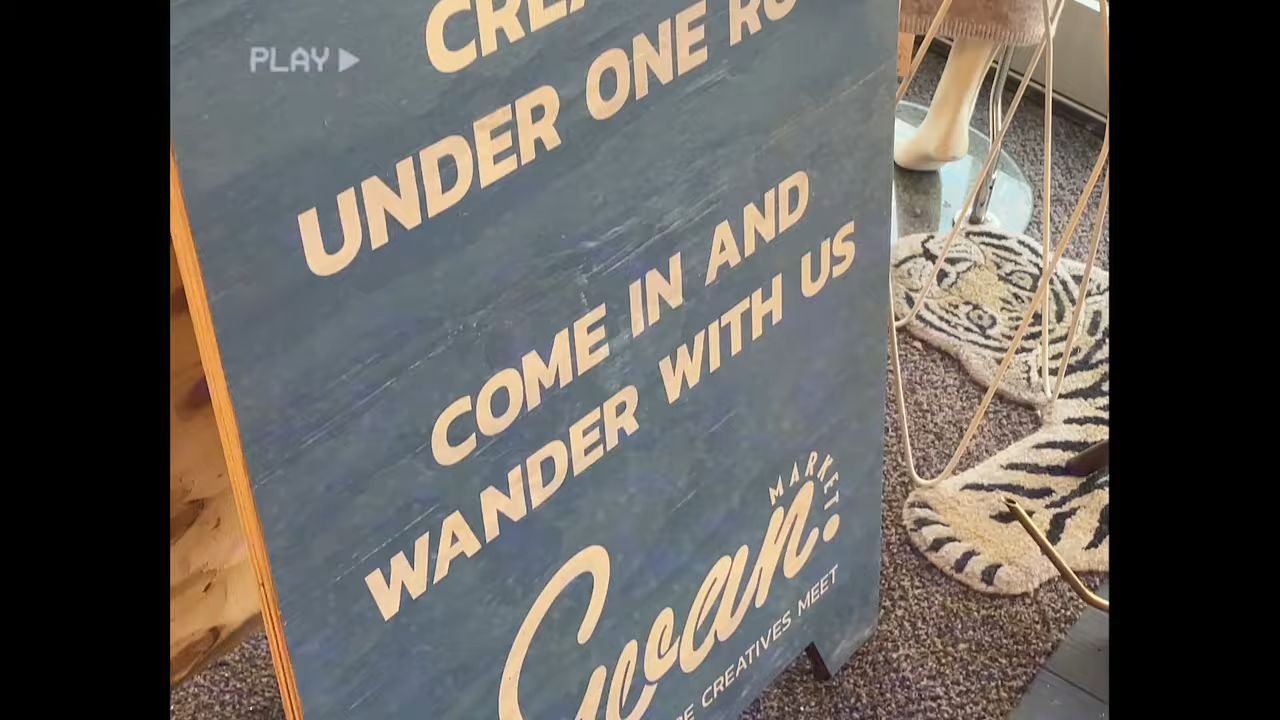 PLAY
UNDER ONE
COME IN AND
WANDER WITH US
MARKET
CREATIVES MEET